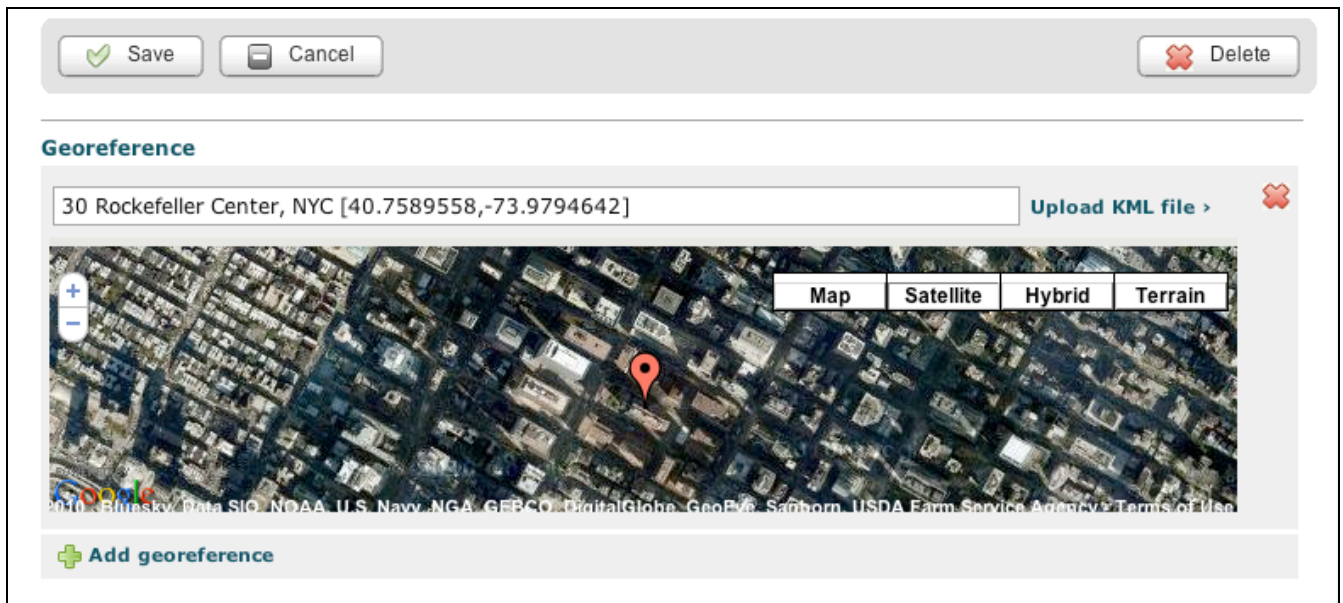 Save Cancel Delete
Georeference
30 Rockefeller Center, NYC [40.7589558,-73.9794642] Upload KML file ›
+
Map Satellite Hybrid Terrain
−
Google
2010 , Bluesky, Data SIO, NOAA, U.S. Navy, NGA, GEBCO, DigitalGlobe, GeoEye, Sanborn, USDA Farm Service Agency - Terms of Use
Add georeference